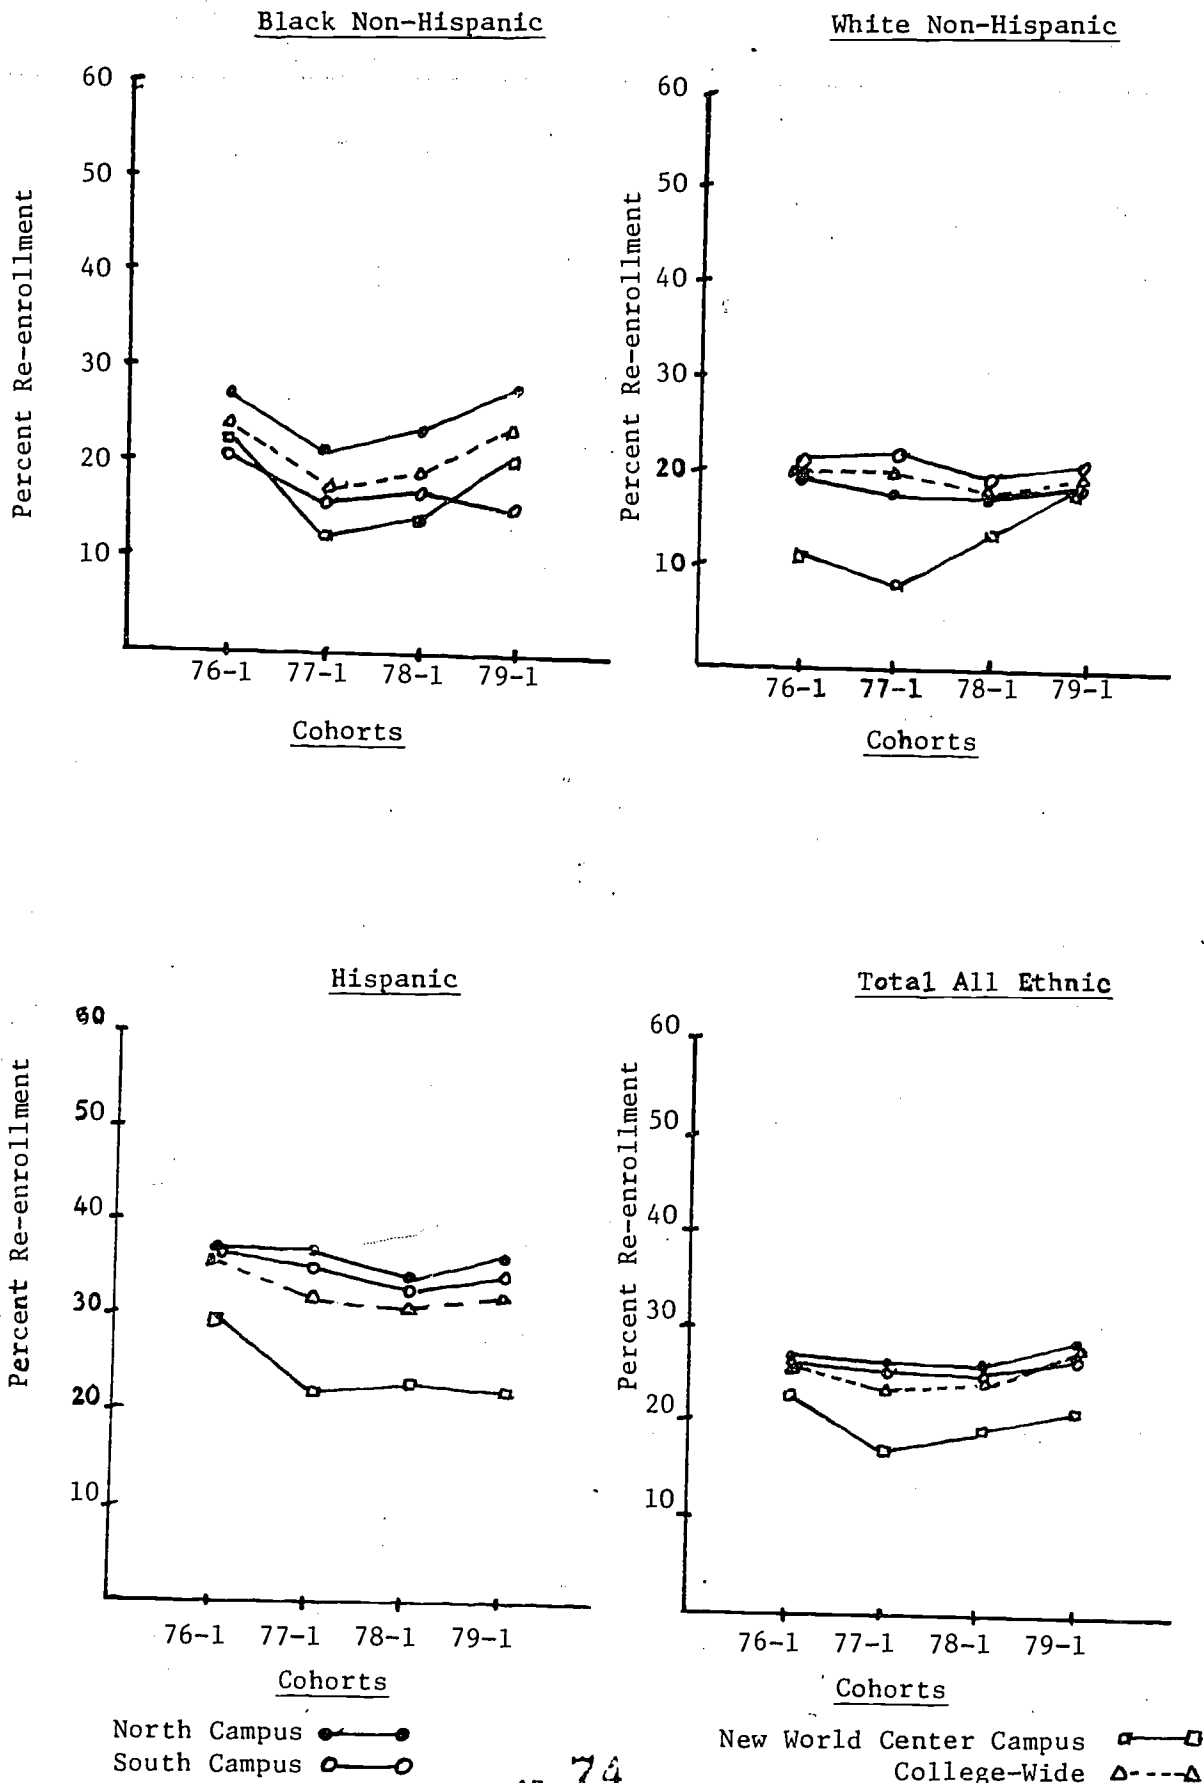 Black Non-Hispanic
60
50
40
30
20
10
Percent Re-enrollment
76-1 77-1 78-1 79-1
Cohorts
White Non-Hispanic
60
50
40
30
20
10
Percent Re-enrollment
76-1 77-1 78-1 79-1
Cohorts
Hispanic
50
40
30
20
10
Percent Re-enrollment
76-1 77-1 78-1 79-1
Cohorts
Total All Ethnic
60
50
40
30
20
10
Percent Re-enrollment
76-1 77-1 78-1 79-1
Cohorts
North Campus
South Campus
New World Center Campus
College-Wide
74